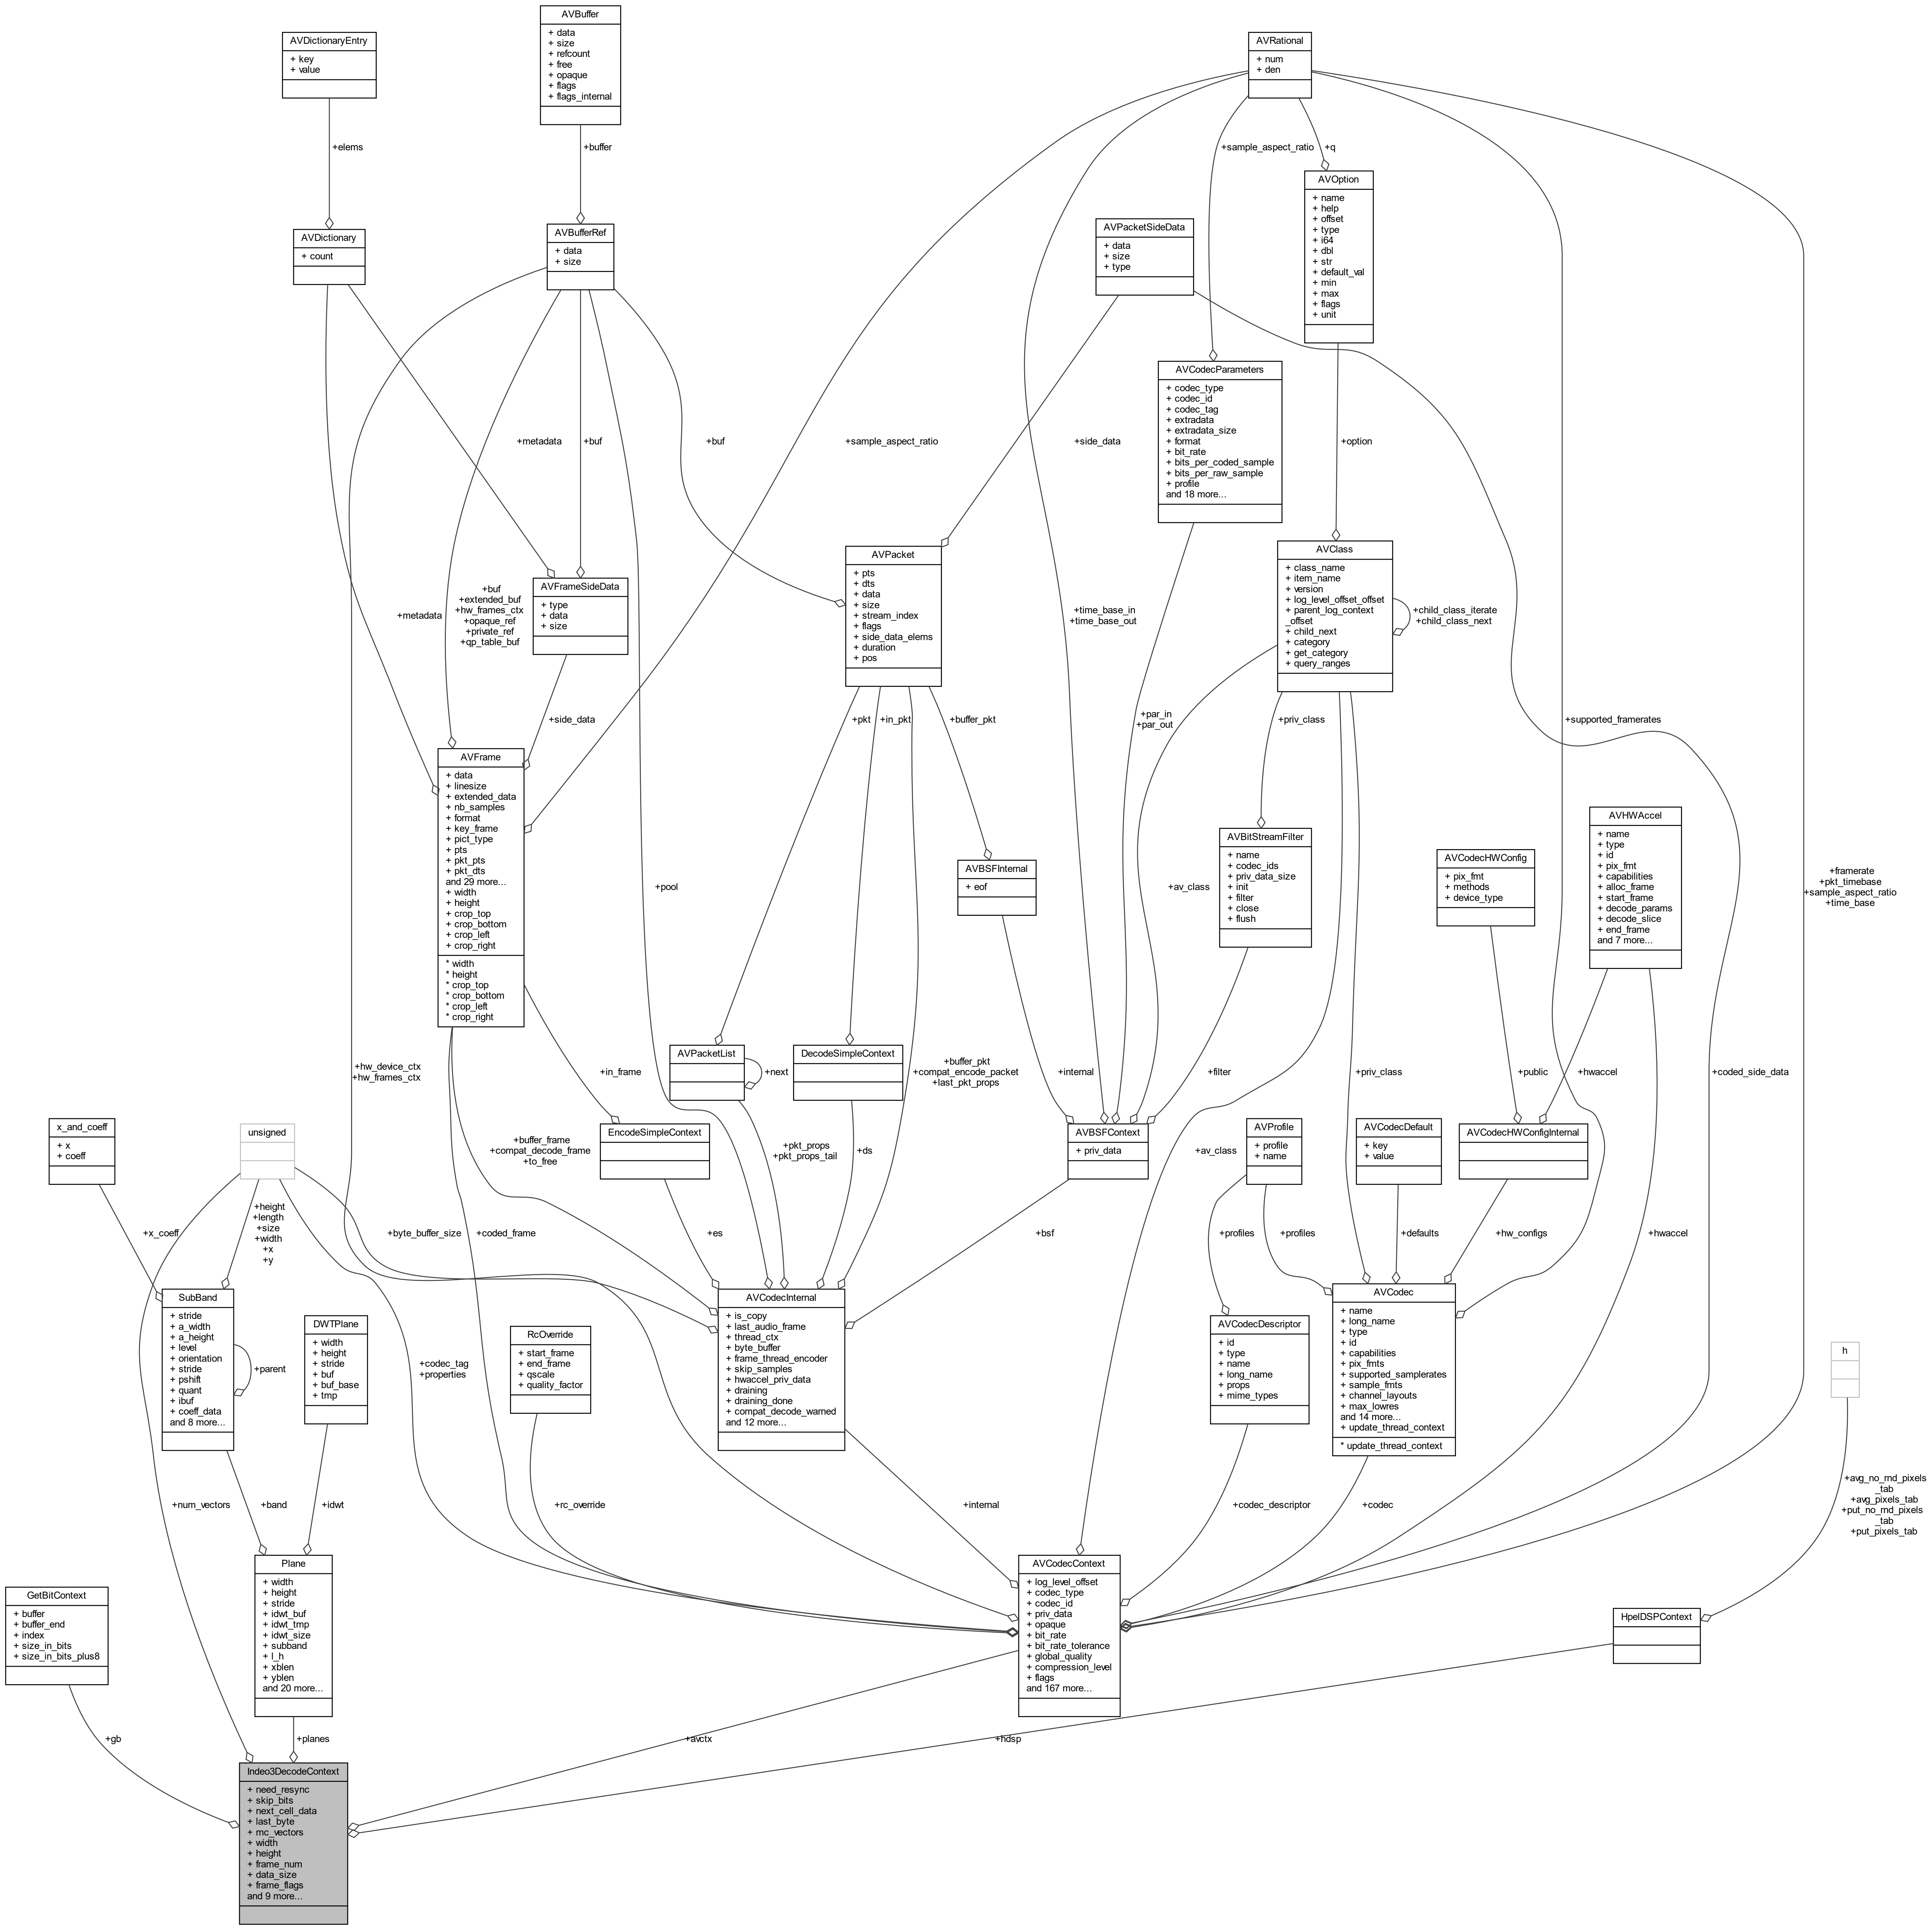 AVBuffer
+ data
+ size
+ refcount
+ free
+ opaque
+ flags
+ flags_internal
AVDictionaryEntry
+ key
+ value
AVRational
+ num
+ den
+elems
+buffer
+sample_aspect_ratio
+q
AVOption
+ name
+ help
+ offset
+ type
+ i64
+ dbl
+ str
+ default_val
+ min
+ max
+ flags
+ unit
AVDictionary
+ count
AVBufferRef
+ data
+ size
AVPacketSideData
+ data
+ size
+ type
AVCodecParameters
+ codec_type
+ codec_id
+ codec_tag
+ extradata
+ extradata_size
+ format
+ bit_rate
+ bits_per_coded_sample
+ bits_per_raw_sample
+ profile
and 18 more...
+metadata
+buf
+buf
+sample_aspect_ratio
+side_data
+option
AVPacket
+ pts
+ dts
+ data
+ size
+ stream_index
+ flags
+ side_data_elems
+ duration
+ pos
AVClass
+ class_name
+ item_name
+ version
+ log_level_offset_offset
+ parent_log_context
_offset
+ child_next
+ category
+ get_category
+ query_ranges
+child_class_iterate
+child_class_next
AVFrameSideData
+ type
+ data
+ size
+metadata
+buf
+extended_buf
+hw_frames_ctx
+opaque_ref
+private_ref
+qp_table_buf
+time_base_in
+time_base_out
+side_data
+pkt
+in_pkt
+buffer_pkt
+par_in
+par_out
+priv_class
+supported_framerates
AVFrame
+ data
+ linesize
+ extended_data
+ nb_samples
+ format
+ key_frame
+ pict_type
+ pts
+ pkt_pts
+ pkt_dts
and 29 more...
+ width
+ height
+ crop_top
+ crop_bottom
+ crop_left
+ crop_right
* width
* height
* crop_top
* crop_bottom
* crop_left
* crop_right
+pool
AVBSFInternal
+ eof
+av_class
AVBitStreamFilter
+ name
+ codec_ids
+ priv_data_size
+ init
+ filter
+ close
+ flush
AVCodecHWConfig
+ pix_fmt
+ methods
+ device_type
AVHWAccel
+ name
+ type
+ id
+ pix_fmt
+ capabilities
+ alloc_frame
+ start_frame
+ decode_params
+ decode_slice
+ end_frame
and 7 more...
+framerate
+pkt_timebase
+sample_aspect_ratio
+time_base
+hw_device_ctx
+hw_frames_ctx
+in_frame
AVPacketList
+next
DecodeSimpleContext
+buffer_pkt
+compat_encode_packet
+last_pkt_props
+internal
+filter
+priv_class
+public
+hwaccel
+coded_side_data
x_and_coeff
+ x
+ coeff
unsigned
+buffer_frame
+compat_decode_frame
+to_free
EncodeSimpleContext
+pkt_props
+pkt_props_tail
+ds
AVBSFContext
+ priv_data
+av_class
AVProfile
+ profile
+ name
AVCodecDefault
+ key
+ value
AVCodecHWConfigInternal
+x_coeff
+height
+length
+size
+width
+x
+y
+byte_buffer_size
+coded_frame
+es
+bsf
+profiles
+profiles
+defaults
+hw_configs
+hwaccel
SubBand
+ stride
+ a_width
+ a_height
+ level
+ orientation
+ stride
+ pshift
+ quant
+ ibuf
+ coeff_data
and 8 more...
+parent
DWTPlane
+ width
+ height
+ stride
+ buf
+ buf_base
+ tmp
+codec_tag
+properties
RcOverride
+ start_frame
+ end_frame
+ qscale
+ quality_factor
AVCodecInternal
+ is_copy
+ last_audio_frame
+ thread_ctx
+ byte_buffer
+ frame_thread_encoder
+ skip_samples
+ hwaccel_priv_data
+ draining
+ draining_done
+ compat_decode_warned
and 12 more...
AVCodecDescriptor
+ id
+ type
+ name
+ long_name
+ props
+ mime_types
AVCodec
+ name
+ long_name
+ type
+ id
+ capabilities
+ pix_fmts
+ supported_samplerates
+ sample_fmts
+ channel_layouts
+ max_lowres
and 14 more...
+ update_thread_context
* update_thread_context
h
+num_vectors
+band
+idwt
+rc_override
+internal
+codec_descriptor
+codec
+avg_no_rnd_pixels
_tab
+avg_pixels_tab
+put_no_rnd_pixels
_tab
+put_pixels_tab
GetBitContext
+ buffer
+ buffer_end
+ index
+ size_in_bits
+ size_in_bits_plus8
Plane
+ width
+ height
+ stride
+ idwt_buf
+ idwt_tmp
+ idwt_size
+ subband
+ l_h
+ xblen
+ yblen
and 20 more...
AVCodecContext
+ log_level_offset
+ codec_type
+ codec_id
+ priv_data
+ opaque
+ bit_rate
+ bit_rate_tolerance
+ global_quality
+ compression_level
+ flags
and 167 more...
HpelDSPContext
+gb
+planes
+avctx
+hdsp
Indeo3DecodeContext
+ need_resync
+ skip_bits
+ next_cell_data
+ last_byte
+ mc_vectors
+ width
+ height
+ frame_num
+ data_size
+ frame_flags
and 9 more...